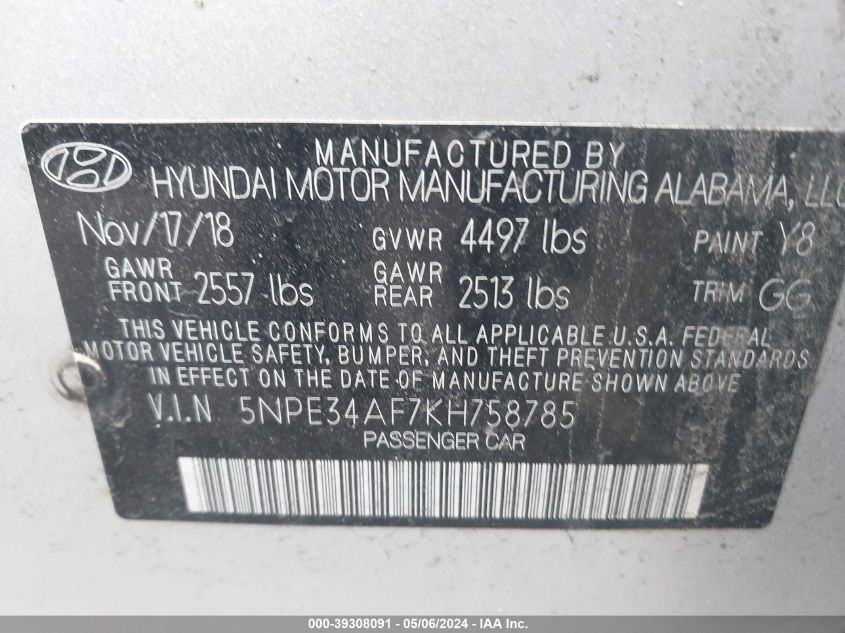 MANUFACTURED BY
HYUNDAI MOTOR MANUFACTURING ALABAMA, LLC
Nov/17/18 GVWR 4497 lbs PAINT Y8
GAWR FRONT 2557 lbs GAWR REAR 2513 lbs TRIM GG
THIS VEHICLE CONFORMS TO ALL APPLICABLE U.S.A. FEDERAL
MOTOR VEHICLE SAFETY, BUMPER, AND THEFT PREVENTION STANDARDS
IN EFFECT ON THE DATE OF MANUFACTURE SHOWN ABOVE.
V.I.N 5NPE34AF7KH758785
PASSENGER CAR
000-39308091 - 05/06/2024 - IAA Inc.